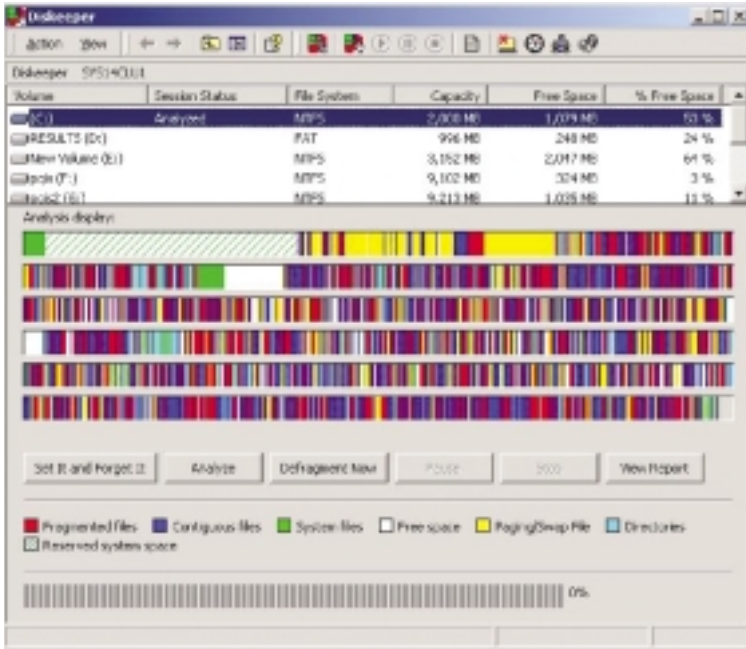 Diskeeper
Action View
Diskeeper
Volume Session Status File System Capacity Free Space % Free Space
(C:) Analyzed NTFS 2,000 MB 1,079 MB 53 %
RESULTS (D:) FAT 996 MB 248 MB 24 %
New Volume (E:) NTFS 3,152 MB 2,047 MB 64 %
(F:) NTFS 9,102 MB 324 MB 3 %
NTFS 9,213 MB 1,035 MB 11 %
Analysis display:
Set It and Forget It Analyze Defragment Now Pause Stop View Report
Fragmented files Contiguous files System files Free space Paging/Swap File Directories
Reserved system space
0%